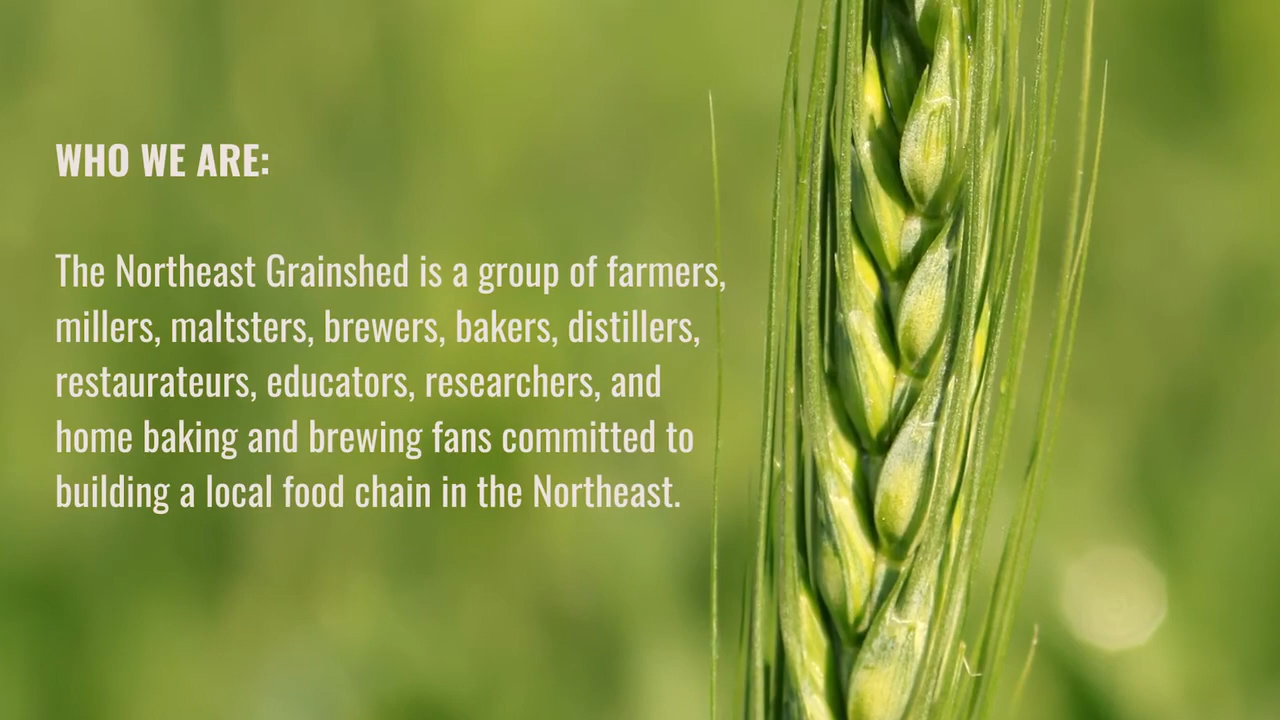 WHO WE ARE:
The Northeast Grainshed is a group of farmers,
millers, maltsters, brewers, bakers, distillers,
restaurateurs, educators, researchers, and
home baking and brewing fans committed to
building a local food chain in the Northeast.